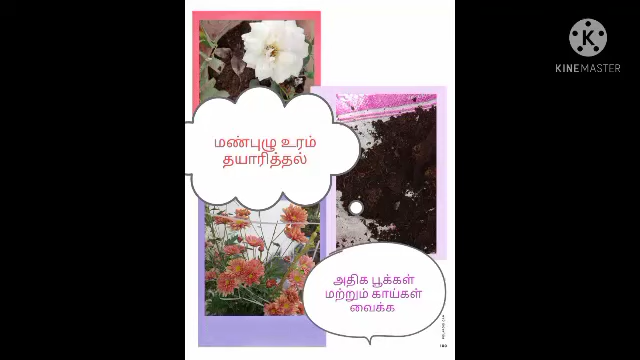 KINEMASTER
மண்புழு உரம்
தயாரித்தல்
அதிக பூக்கள்
மற்றும் காய்கள்
வைக்க